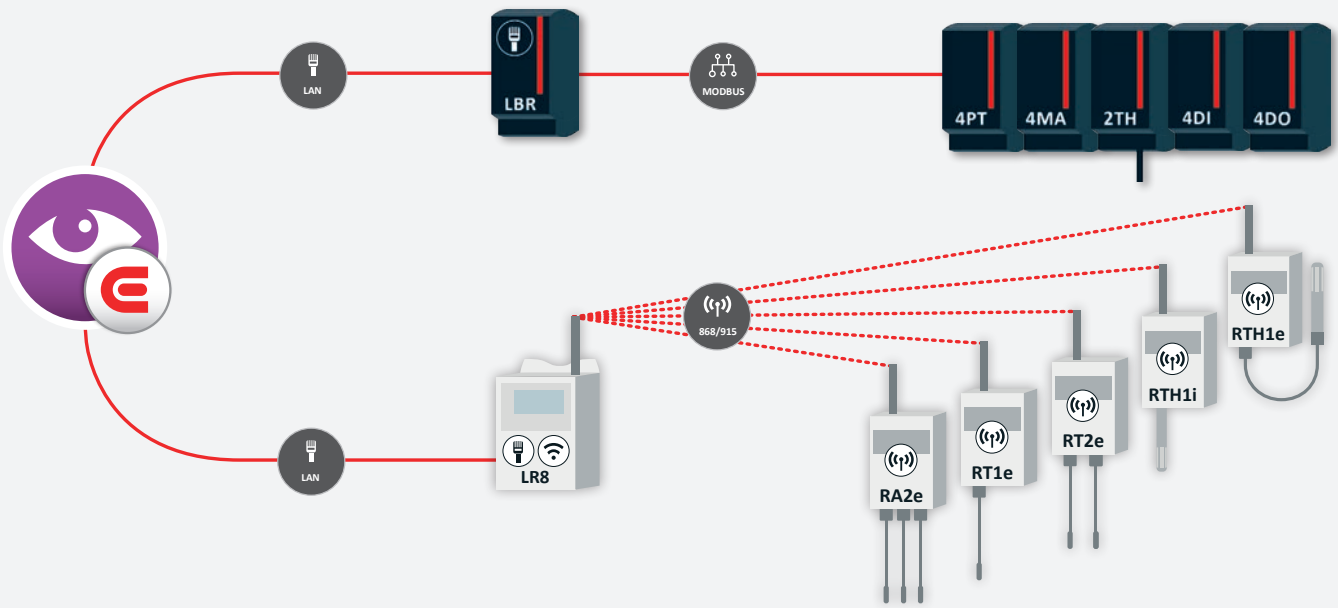 LAN
LBR
MODBUS
4PT
4MA
2TH
4DI
4DO
868/915
RTH1e
RTH1i
RT2e
RT1e
RA2e
LAN
LR8